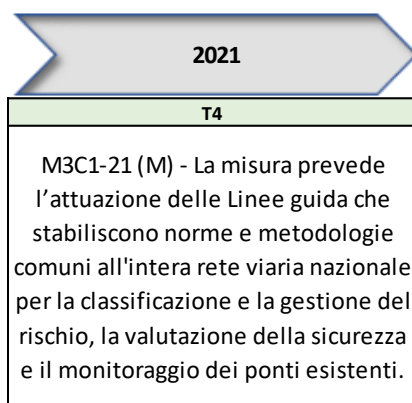 2021
T4
M3C1-21 (M) - La misura prevede
l’attuazione delle Linee guida che
stabiliscono norme e metodologie
comuni all'intera rete viaria nazionale
per la classificazione e la gestione del
rischio, la valutazione della sicurezza
e il monitoraggio dei ponti esistenti.